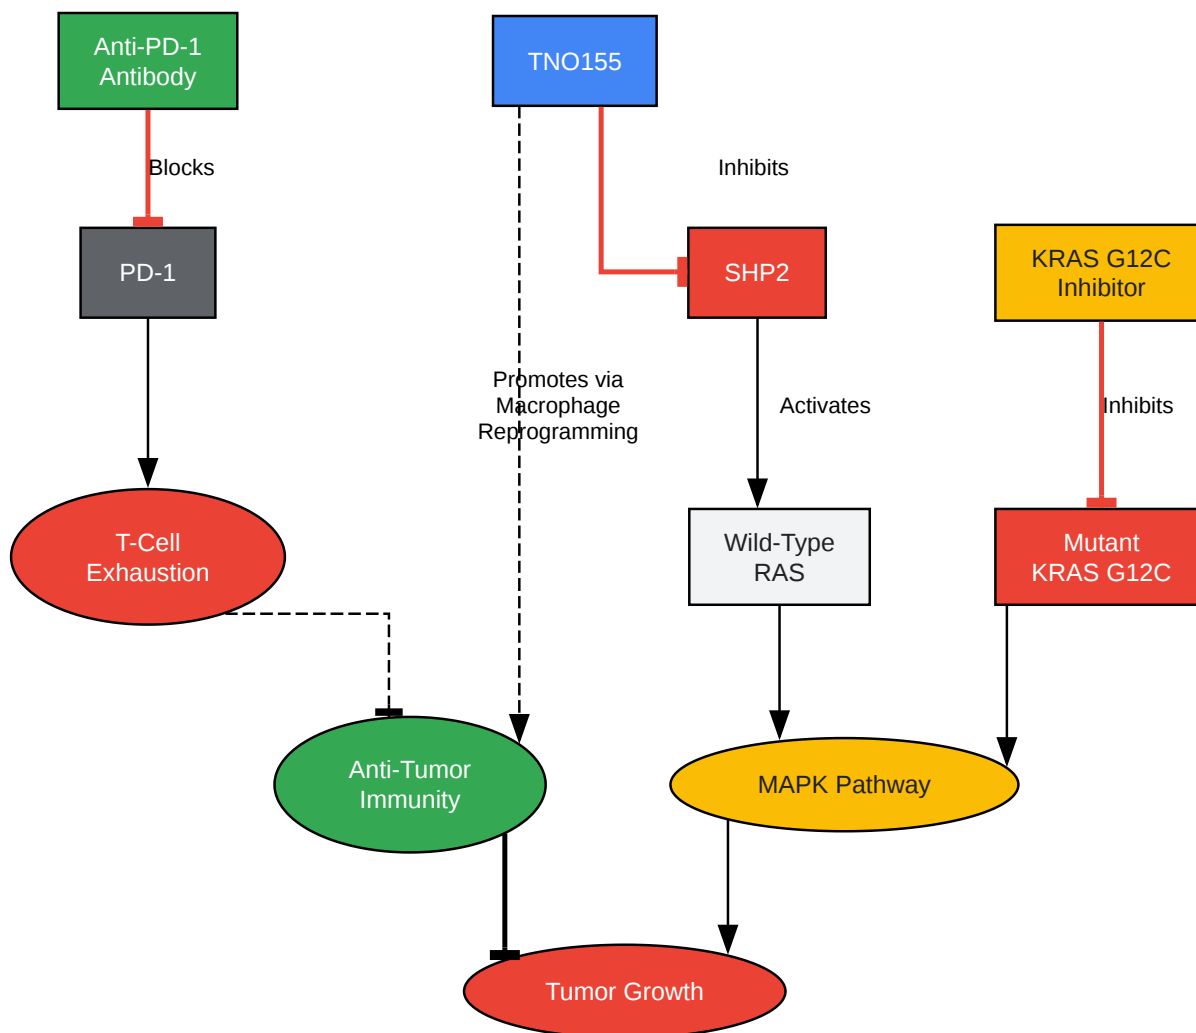 Anti-PD-1
Antibody
TNO155
Blocks
Inhibits
PD-1
SHP2
KRAS G12C
Inhibitor
Promotes via
Macrophage
Reprogramming
Activates
Inhibits
T-Cell
Exhaustion
Wild-Type
RAS
Mutant
KRAS G12C
Anti-Tumor
Immunity
MAPK Pathway
Tumor Growth